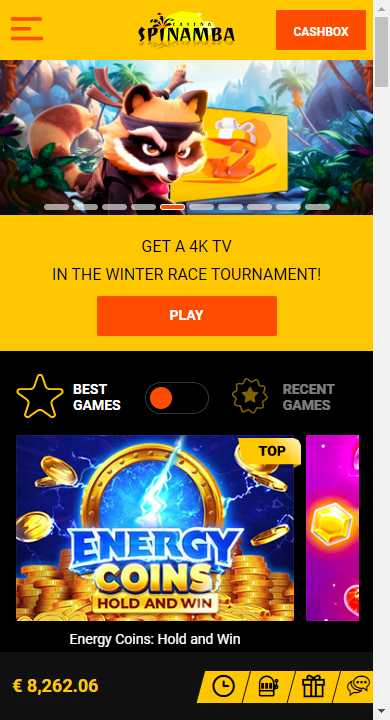 CASINO
SPINAMBA
CASHBOX
x2
GET A 4K TV
IN THE WINTER RACE TOURNAMENT!
PLAY
BEST
GAMES
RECENT
GAMES
TOP
ENERGY
COINS
HOLD AND WIN
Energy Coins: Hold and Win
€ 8,262.06